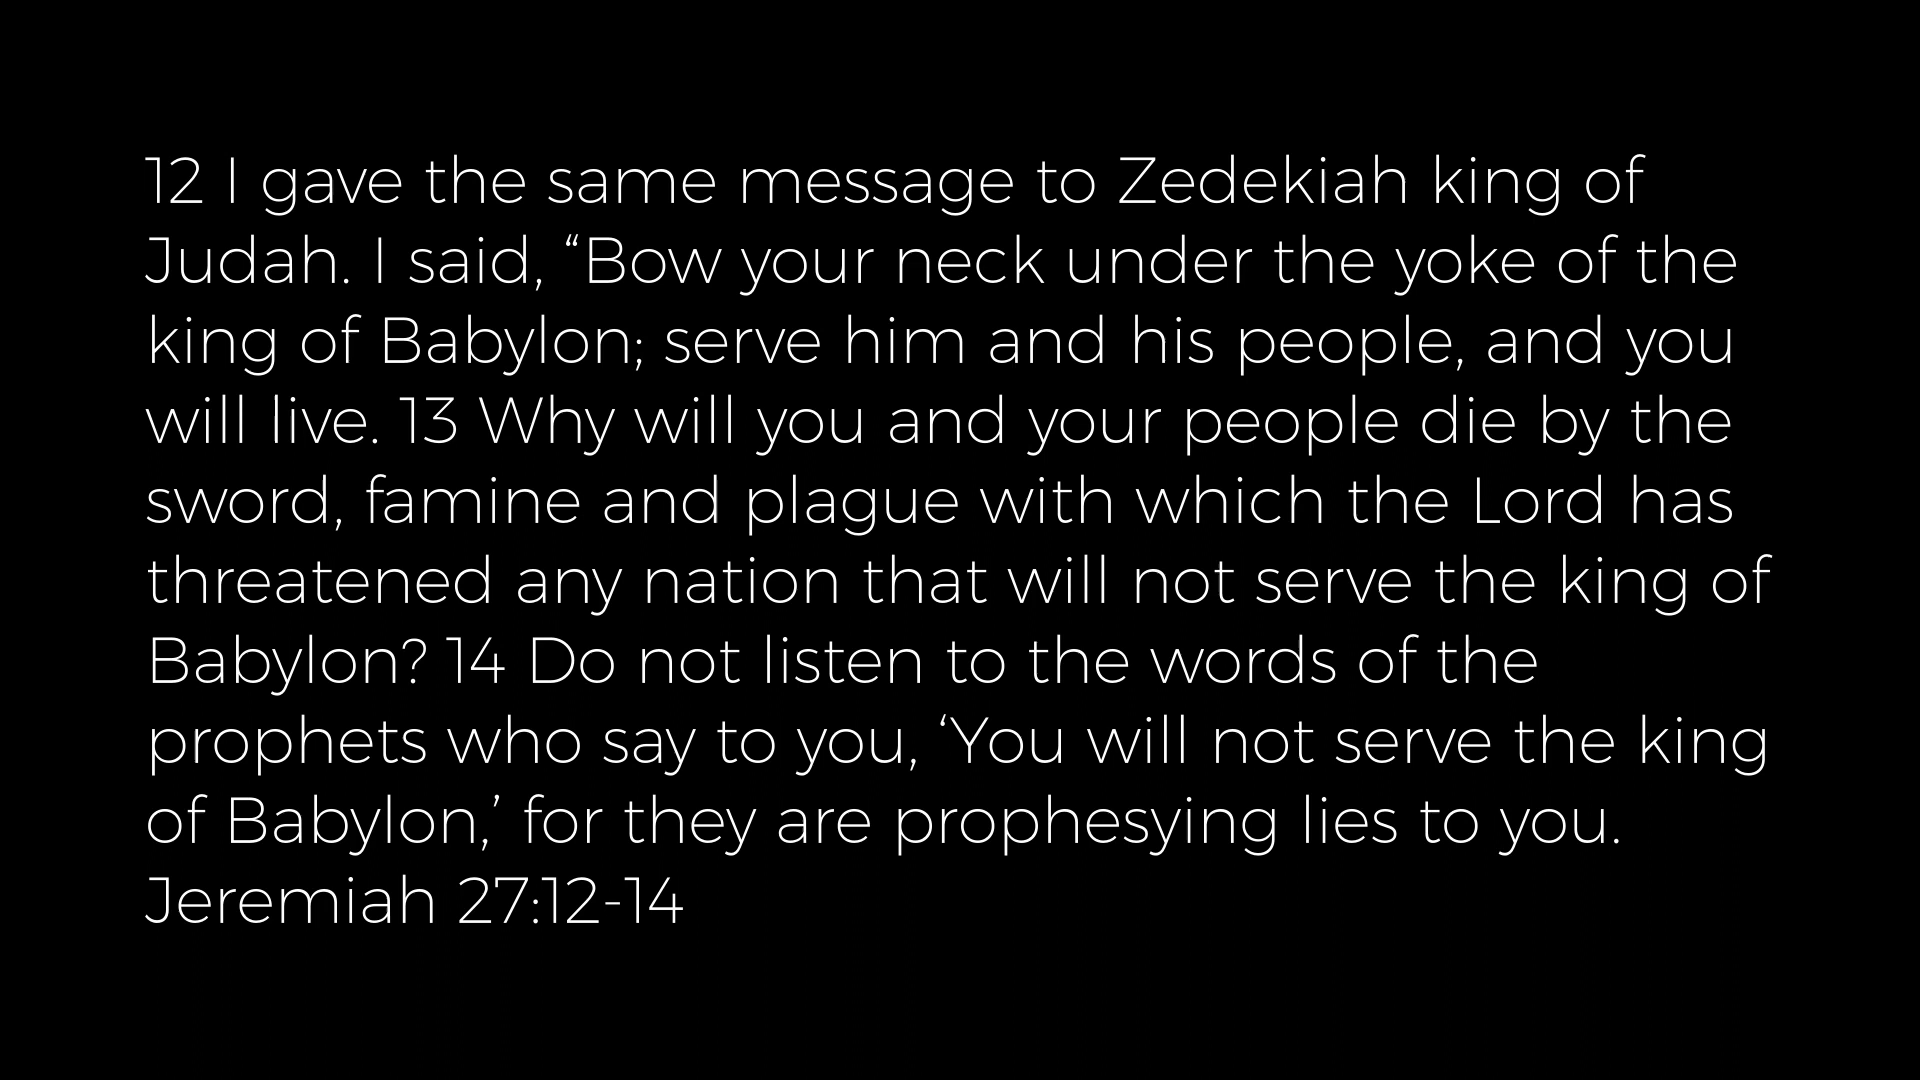 12 I gave the same message to Zedekiah king of
Judah. I said, “Bow your neck under the yoke of the
king of Babylon; serve him and his people, and you
will live. 13 Why will you and your people die by the
sword, famine and plague with which the Lord has
threatened any nation that will not serve the king of
Babylon? 14 Do not listen to the words of the
prophets who say to you, ‘You will not serve the king
of Babylon,’ for they are prophesying lies to you.
Jeremiah 27:12-14